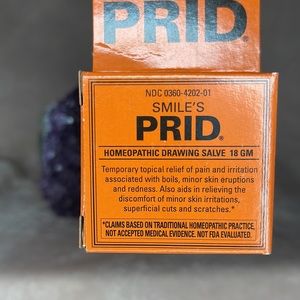 PRID®
NDC 0360-4202-01
SMILE'S
PRID®
HOMEOPATHIC DRAWING SALVE 18 GM
Temporary topical relief of pain and irritation
associated with boils, minor skin eruptions
and redness. Also aids in relieving the
discomfort of minor skin irritations,
superficial cuts and scratches.*
*CLAIMS BASED ON TRADITIONAL HOMEOPATHIC PRACTICE,
NOT ACCEPTED MEDICAL EVIDENCE. NOT FDA EVALUATED.